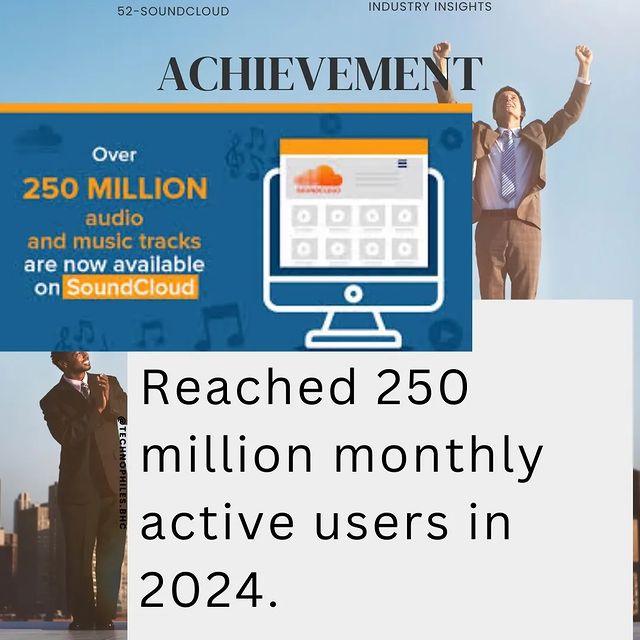 52-SOUNDCLOUD
INDUSTRY INSIGHTS
ACHIEVEMENT
Over
250 MILLION
audio
and music tracks
are now available
on SoundCloud
SOUNDCLOUD
Reached 250
million monthly
active users in
2024.
@TECHNOPHILES.BHC